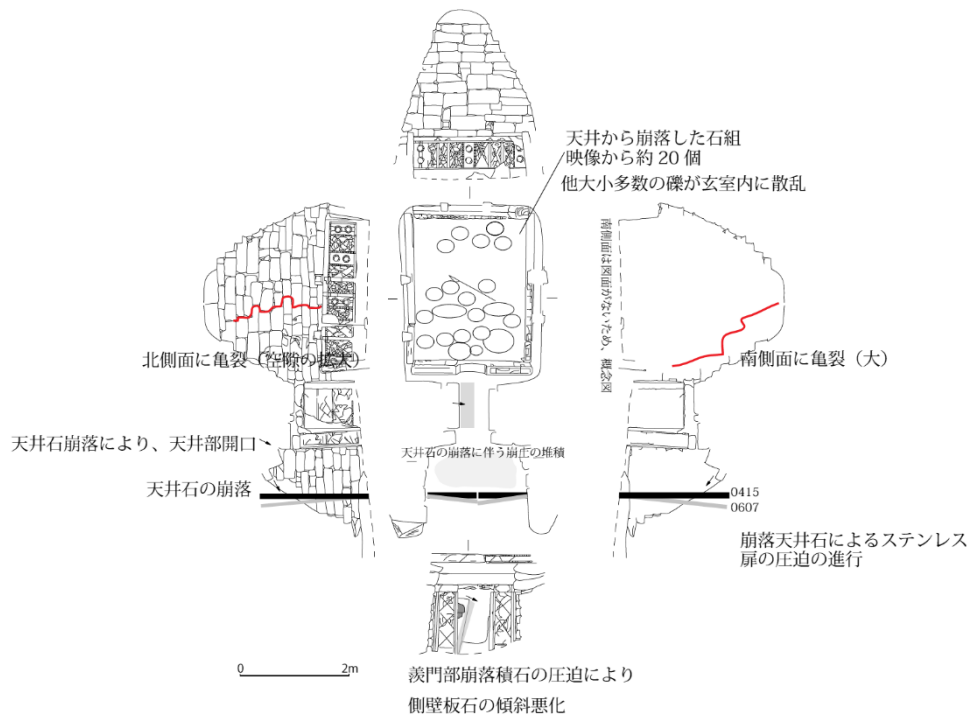 天井から崩落した石組
映像から約 20 個
他大小多数の礫が玄室内に散乱
南側面は図面がないため、概念図
北側面に亀裂（空隙の拡大）
南側面に亀裂（大）
天井石崩落により、天井部開口
天井石の崩落に伴う崩土の堆積
天井石の崩落
0415
0607
崩落天井石によるステンレス
扉の圧迫の進行
0
2m
羨門部崩落積石の圧迫により
側壁板石の傾斜悪化